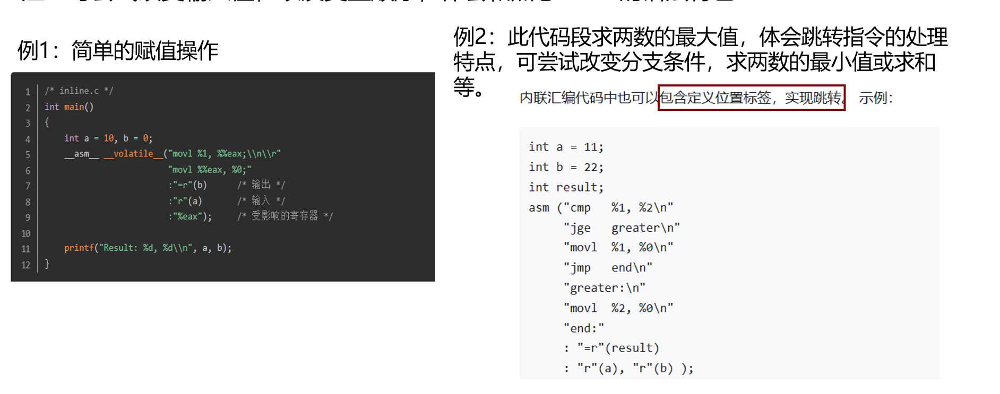 例1：简单的赋值操作
1 /* inline.c */
2 int main()
3 {
4     int a = 10, b = 0;
5     __asm__ __volatile__("movl %1, %%eax;\\n\\r"
6                          "movl %%eax, %0;"
7                          :"=r"(b)      /* 输出 */
8                          :"r"(a)       /* 输入 */
9                          :"%eax");     /* 受影响的寄存器 */
10
11     printf("Result: %d, %d\\n", a, b);
12 }
例2：此代码段求两数的最大值，体会跳转指令的处理
特点，可尝试改变分支条件，求两数的最小值或求和
等。
内联汇编代码中也可以包含定义位置标签，实现跳转。 示例：
int a = 11;
int b = 22;
int result;
asm ("cmp   %1, %2\n"
     "jge   greater\n"
     "movl  %1, %0\n"
     "jmp   end\n"
     "greater:\n"
     "movl  %2, %0\n"
     "end:"
     : "=r"(result)
     : "r"(a), "r"(b) );